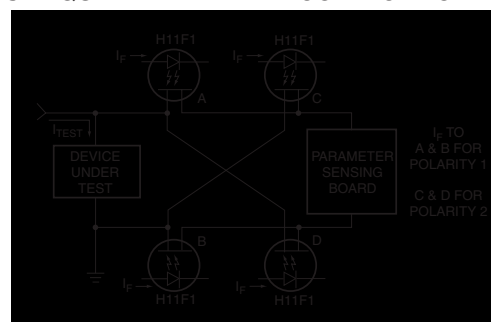 H11F1
H11F1
IF
IF
A
C
ITEST
DEVICE
UNDER
TEST
PARAMETER
SENSING
BOARD
IF TO
A & B FOR
POLARITY 1
C & D FOR
POLARITY 2
B
D
IF
IF
H11F1
H11F1